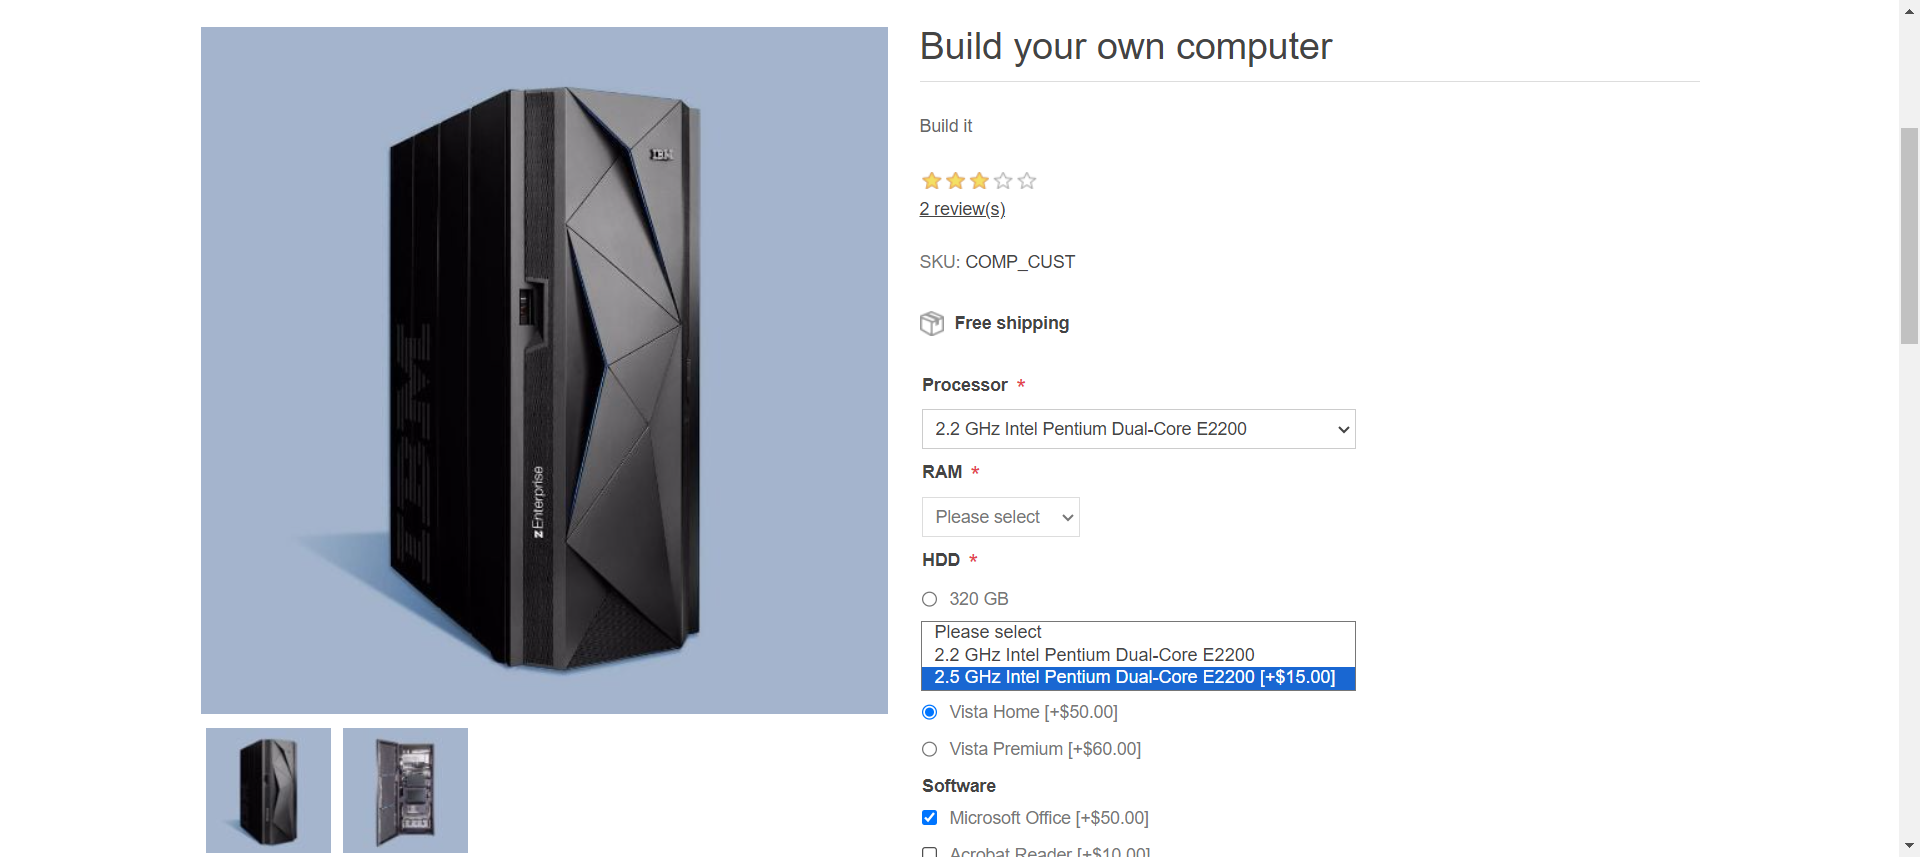 Build your own computer
Build it
2 review(s)
SKU: COMP_CUST
Free shipping
Processor *
2.2 GHz Intel Pentium Dual-Core E2200
RAM *
Please select
HDD *
320 GB
Please select
2.2 GHz Intel Pentium Dual-Core E2200
2.5 GHz Intel Pentium Dual-Core E2200 [+$15.00]
Vista Home [+$50.00]
Vista Premium [+$60.00]
Software
Microsoft Office [+$50.00]
Acrobat Reader [+$10.00]
IBM
IBM
zEnterprise